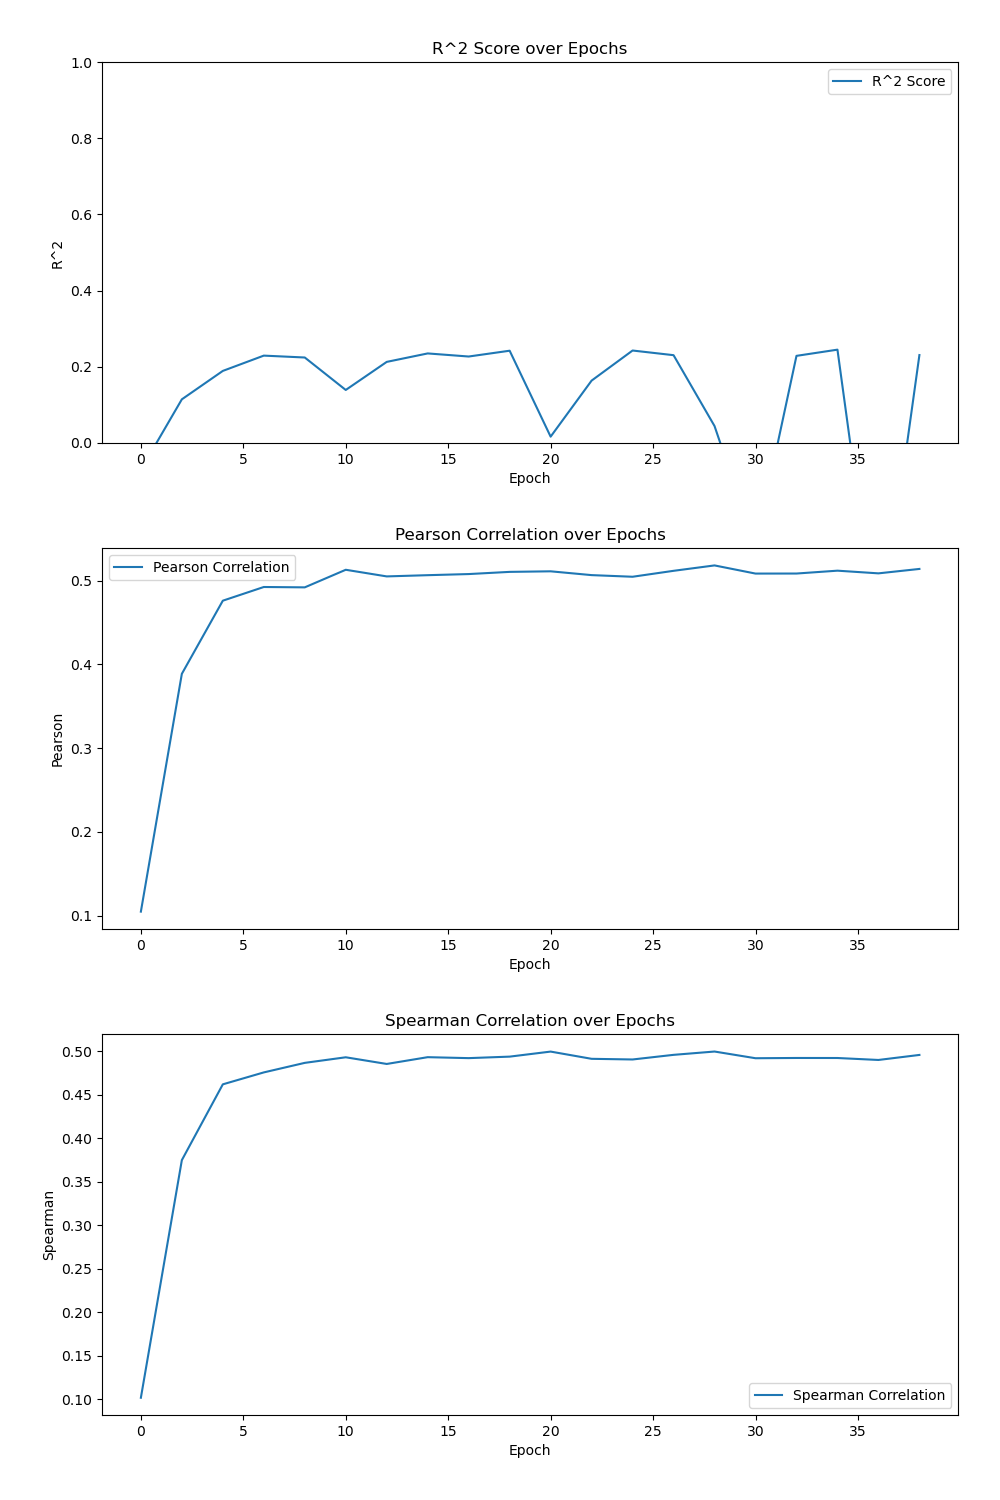 R^2 Score over Epochs
1.0
R^2 Score
0.8
0.6
R^2
0.4
0.2
0.0
0 5 10 15 20 25 30 35
Epoch
Pearson Correlation over Epochs
Pearson Correlation
0.5
0.4
0.3
Pearson
0.2
0.1
0 5 10 15 20 25 30 35
Epoch
Spearman Correlation over Epochs
0.50
0.45
0.40
0.35
0.30
Spearman
0.25
0.20
0.15
0.10
Spearman Correlation
0 5 10 15 20 25 30 35
Epoch